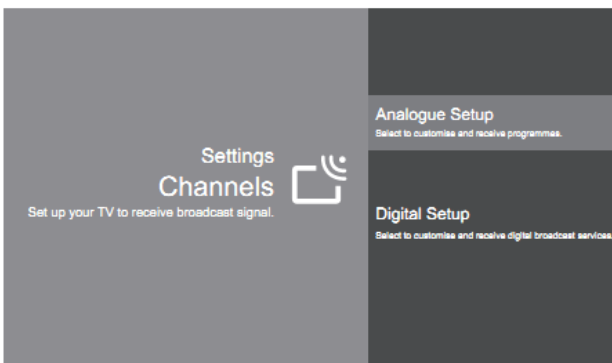 Settings
Channels
Set up your TV to receive broadcast signal.
Analogue Setup
Select to customise and receive programmes.
Digital Setup
Select to customise and receive digital broadcast services.